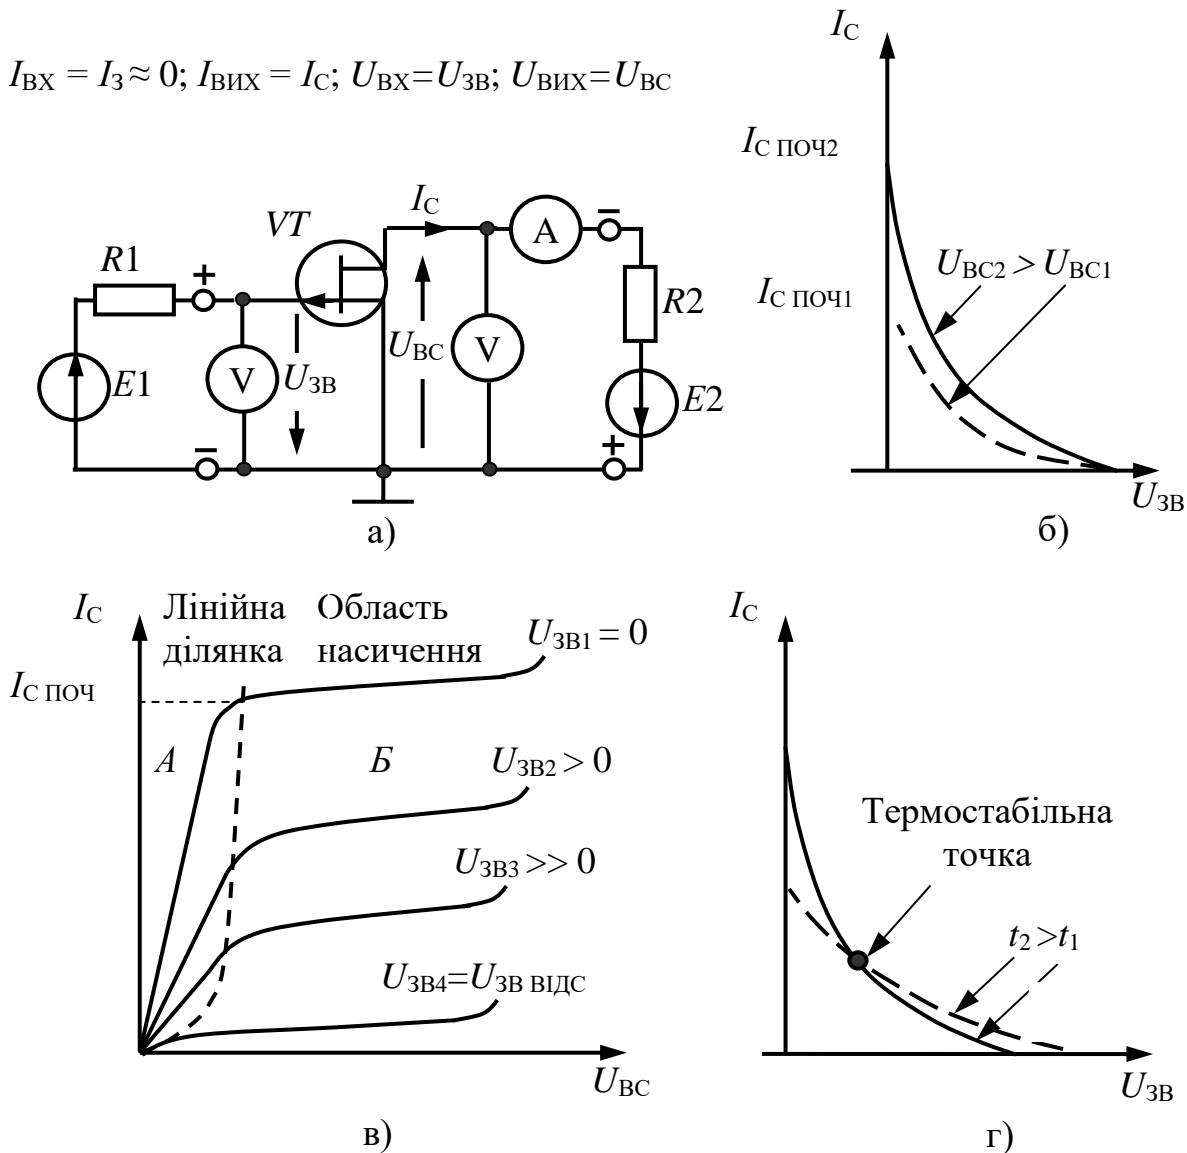 I_ВХ = I_З ≈ 0; I_ВИХ = I_С; U_ВХ=U_ЗВ; U_ВИХ=U_ВС
VT
I_С
A
−
R1
+
R2
E1
V
U_ЗВ
U_ВС
V
E2
−
+
а)
I_С
I_С ПОЧ2
U_ВС2 > U_ВС1
I_С ПОЧ1
U_ЗВ
б)
I_С
Лінійна ділянка
Область насичення
U_ЗВ1 = 0
I_С ПОЧ
А
Б
U_ЗВ2 > 0
U_ЗВ3 >> 0
U_ЗВ4=U_ЗВ ВІДС
U_ВС
в)
I_С
Термостабільна
точка
t₂ >t₁
U_ЗВ
г)